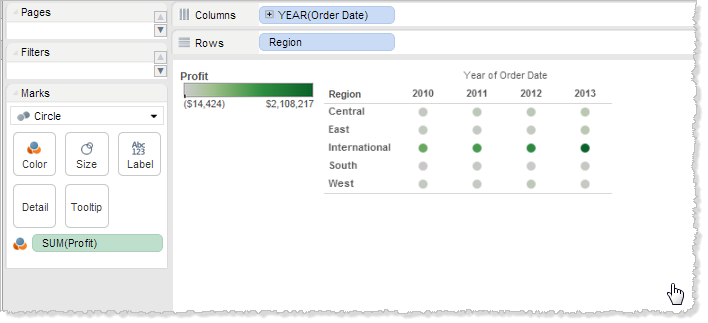 Pages
Columns
YEAR(Order Date)
Rows
Region
Filters
Marks
Circle
Color
Size
Abc
123
Label
Detail
Tooltip
SUM(Profit)
Profit
($14,424) $2,108,217
Year of Order Date
Region 2010 2011 2012 2013
Central
East
International
South
West